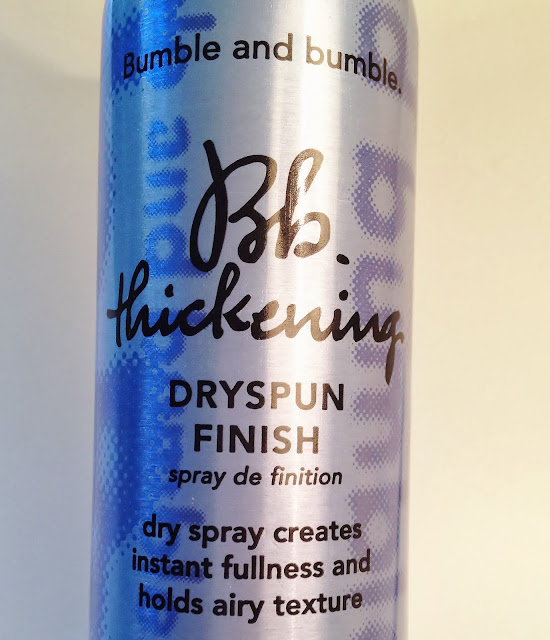 Bumble and bumble.
Bb.
thickening
DRYSPUN
FINISH
spray de finition
dry spray creates
instant fullness and
holds airy texture